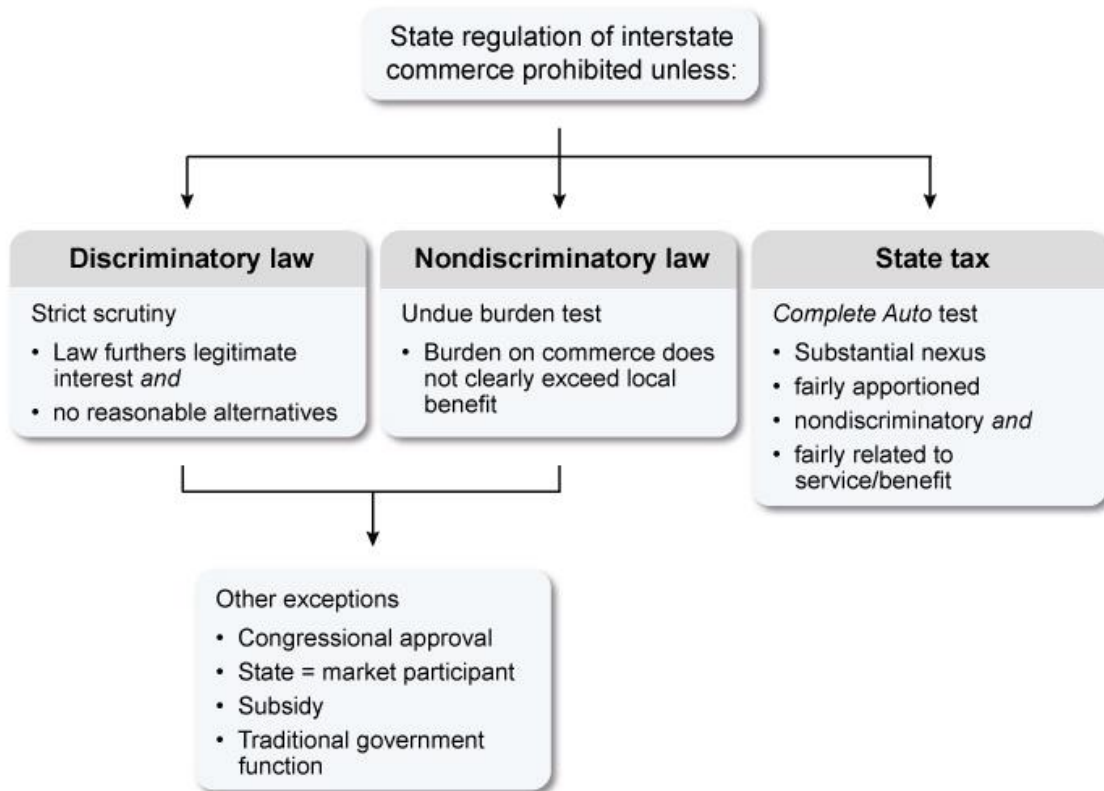 State regulation of interstate
commerce prohibited unless:
Discriminatory law
Strict scrutiny
• Law furthers legitimate
interest and
• no reasonable alternatives
Nondiscriminatory law
Undue burden test
• Burden on commerce does
not clearly exceed local
benefit
State tax
Complete Auto test
• Substantial nexus
• fairly apportioned
• nondiscriminatory and
• fairly related to
service/benefit
Other exceptions
• Congressional approval
• State = market participant
• Subsidy
• Traditional government
function